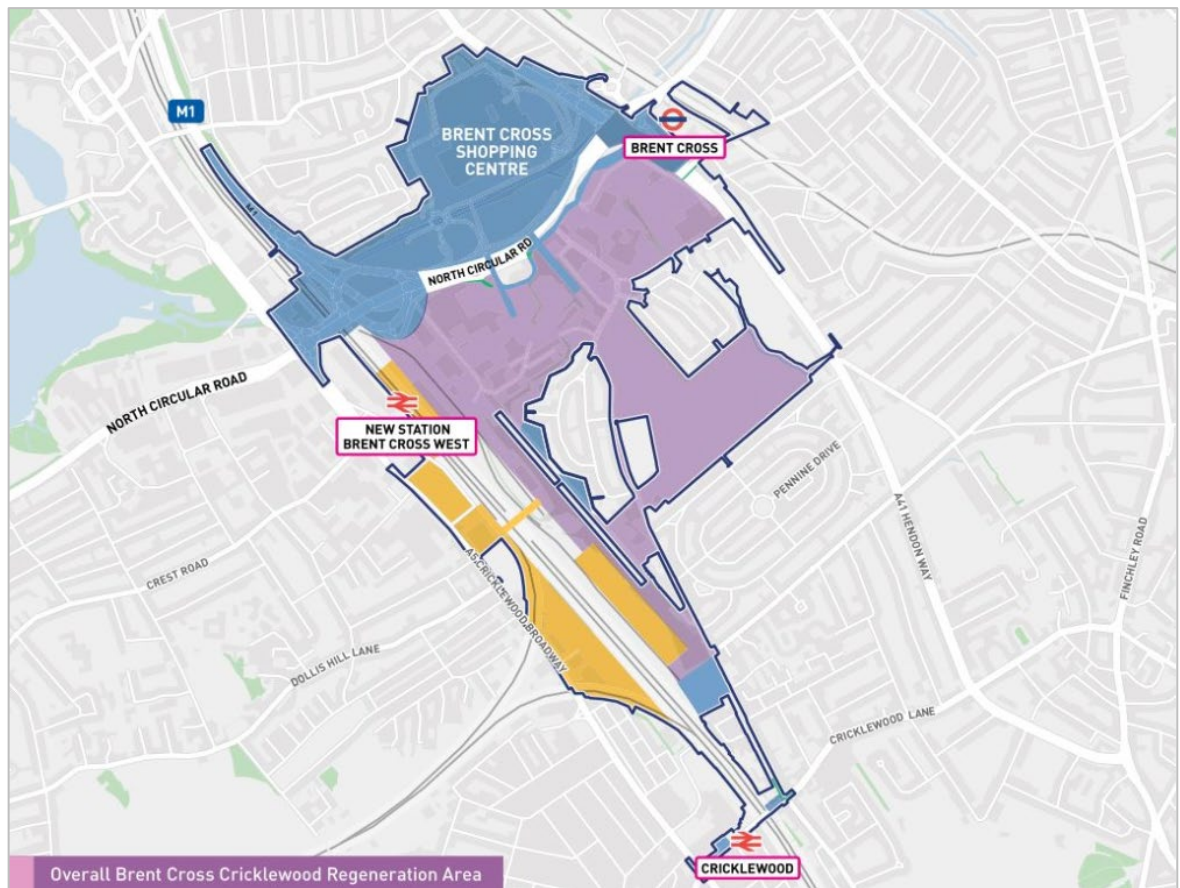 M1
BRENT CROSS
SHOPPING
CENTRE
BRENT CROSS
M1
NORTH CIRCULAR RD
NORTH CIRCULAR ROAD
NEW STATION
BRENT CROSS WEST
PENNINE DRIVE
A41 HENDON WAY
FINCHLEY ROAD
CREST ROAD
A5 CRICKLEWOOD BROADWAY
DOLLIS HILL LANE
CRICKLEWOOD LANE
CRICKLEWOOD
Overall Brent Cross Cricklewood Regeneration Area